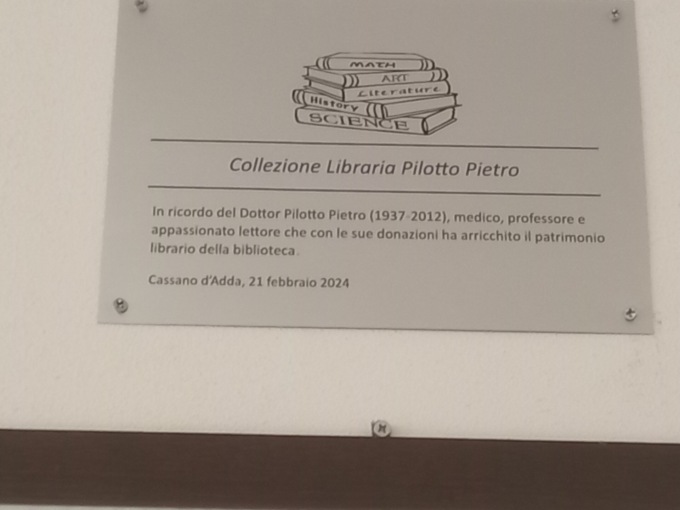 MATH
ART
Literature
History
SCIENCE
Collezione Libraria Pilotto Pietro
In ricordo del Dottor Pilotto Pietro (1937-2012), medico, professore e
appassionato lettore che con le sue donazioni ha arricchito il patrimonio
librario della biblioteca.
Cassano d'Adda, 21 febbraio 2024